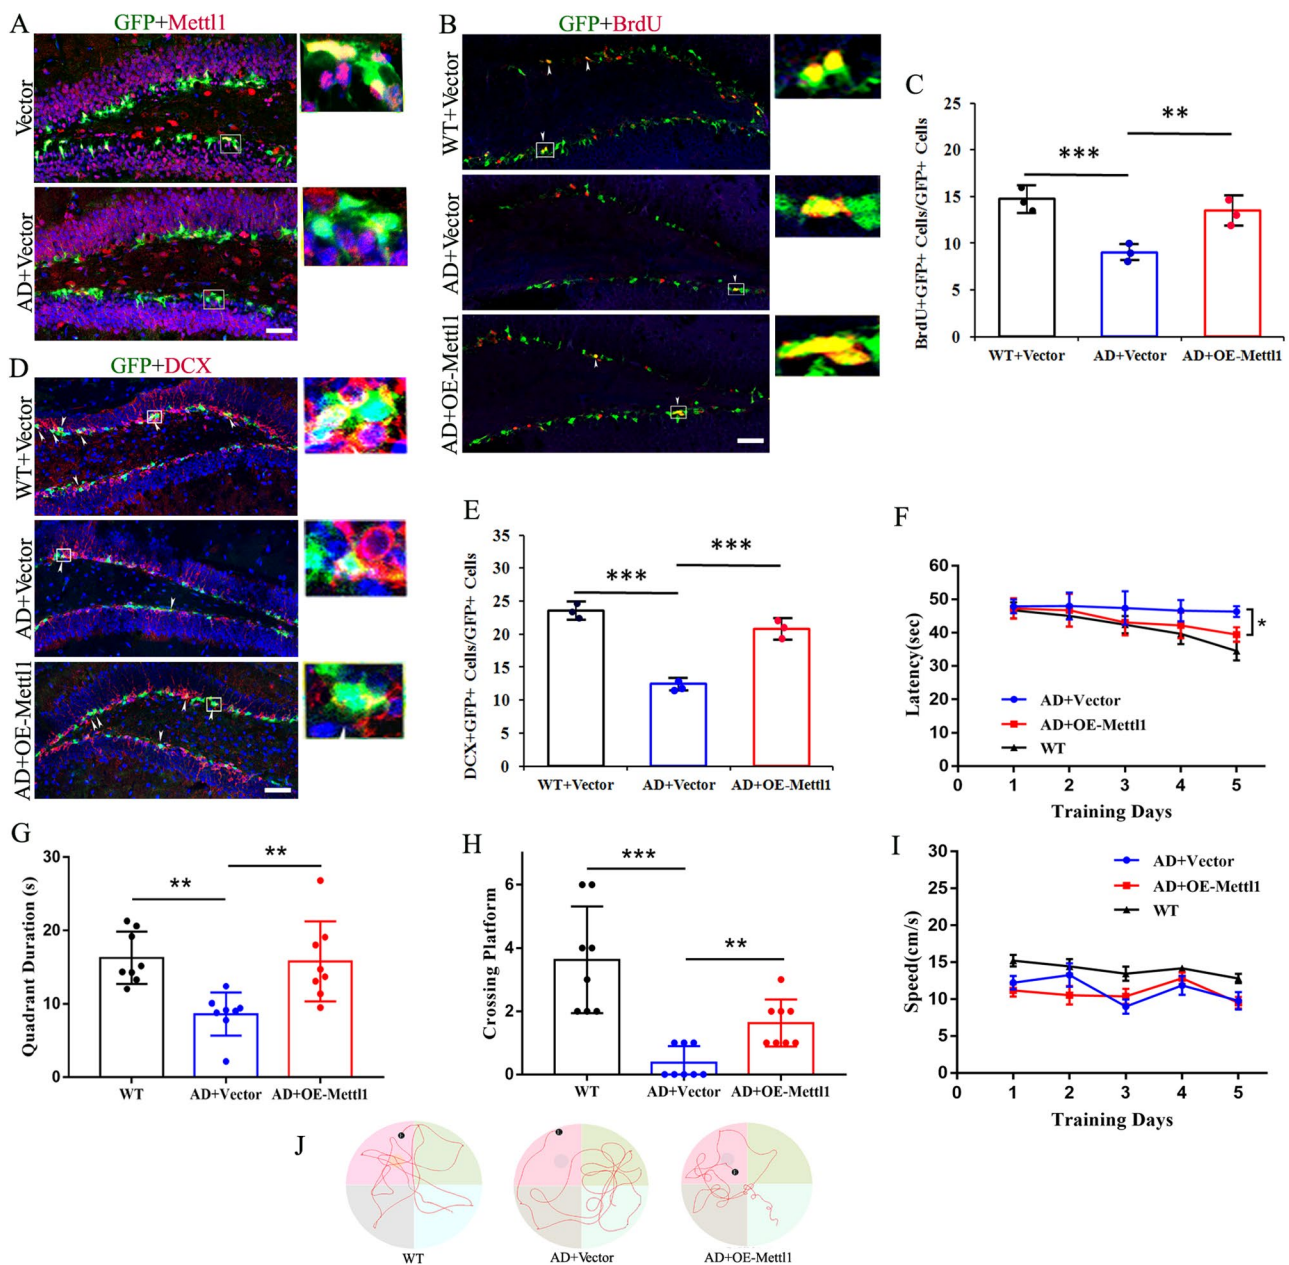 A
GFP+Mettl1
Vector
AD+Vector
B
GFP+BrdU
WT+Vector
AD+Vector
AD+OE-Mettl1
C
BrdU+GFP+ Cells/GFP+ Cells
25
20
15
10
5
0
***
**
WT+Vector
AD+Vector
AD+OE-Mettl1
D
GFP+DCX
WT+Vector
AD+Vector
AD+OE-Mettl1
E
DCX+GFP+ Cells/GFP+ Cells
35
30
25
20
15
10
5
0
***
***
WT+Vector
AD+Vector
AD+OE-Mettl1
F
Latency(sec)
60
50
40
30
20
10
0
*
AD+Vector
AD+OE-Mettl1
WT
0 1 2 3 4 5
Training Days
G
Quadrant Duration (s)
30
20
10
0
**
**
WT
AD+Vector
AD+OE-Mettl1
H
Crossing Platform
6
4
2
0
***
**
WT
AD+Vector
AD+OE-Mettl1
I
Speed(cm/s)
30
25
20
15
10
5
0
AD+Vector
AD+OE-Mettl1
WT
0 1 2 3 4 5
Training Days
J
WT
AD+Vector
AD+OE-Mettl1